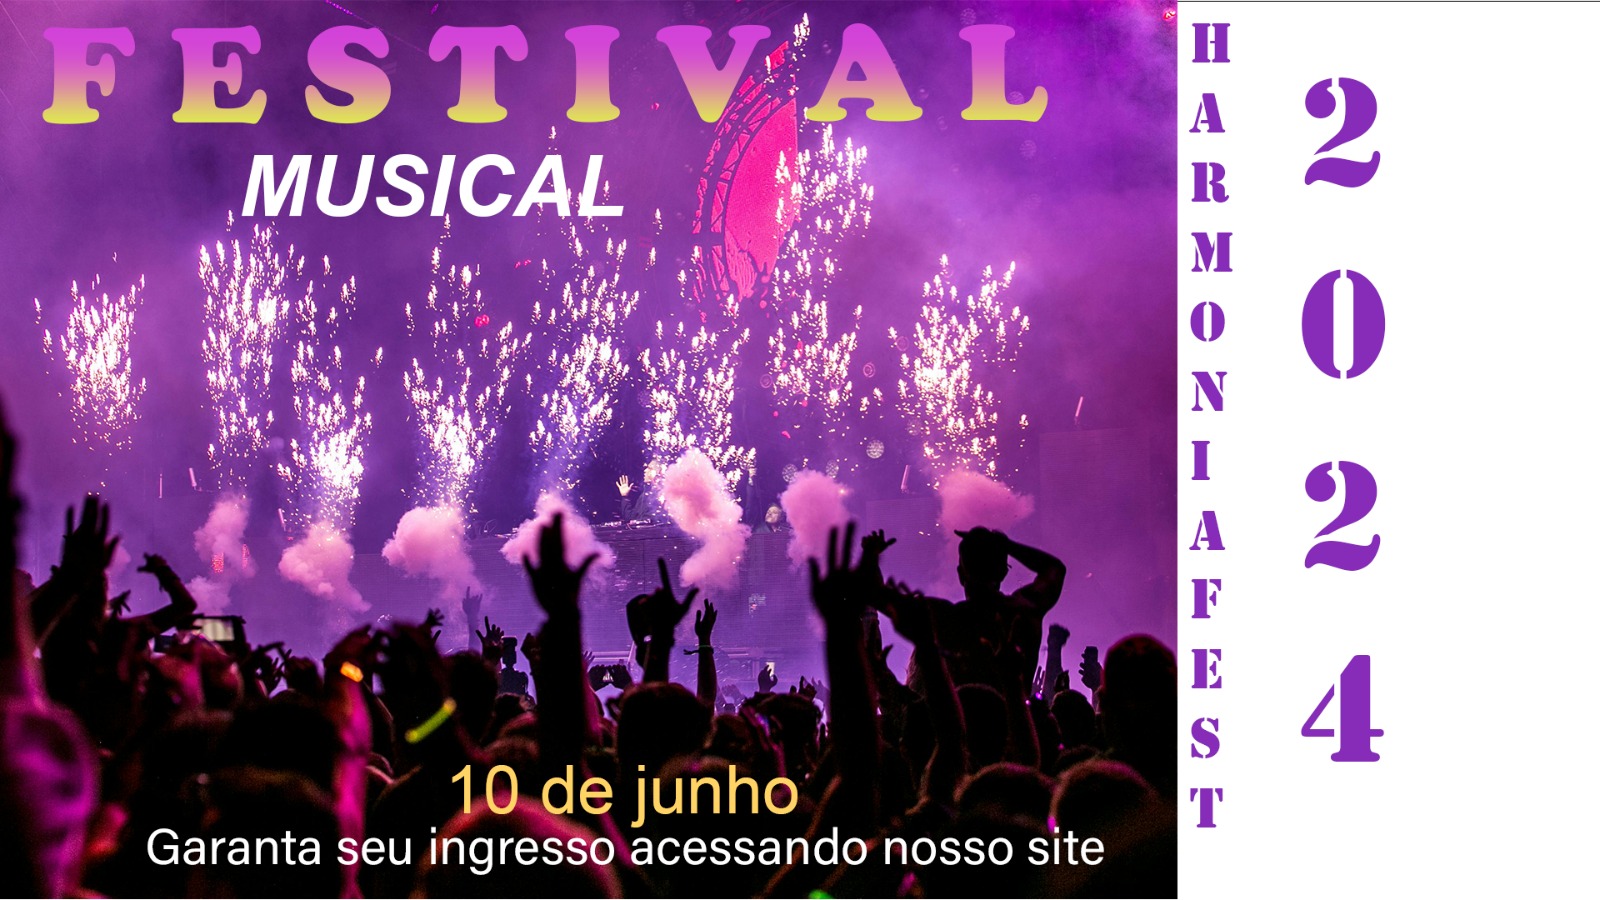 FESTIVAL
MUSICAL
10 de junho
Garanta seu ingresso acessando nosso site
HARMONIAFEST
2024